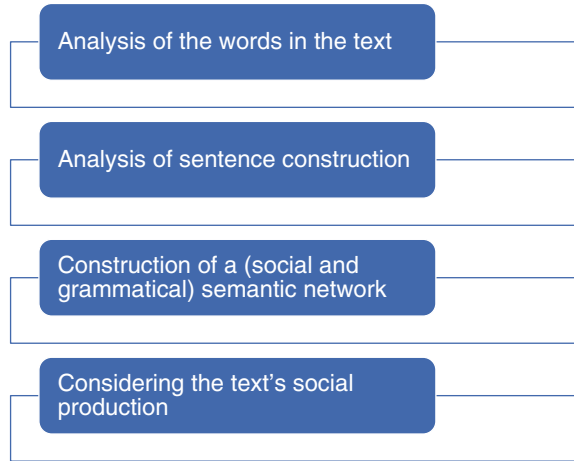 Analysis of the words in the text
Analysis of sentence construction
Construction of a (social and
grammatical) semantic network
Considering the text's social
production